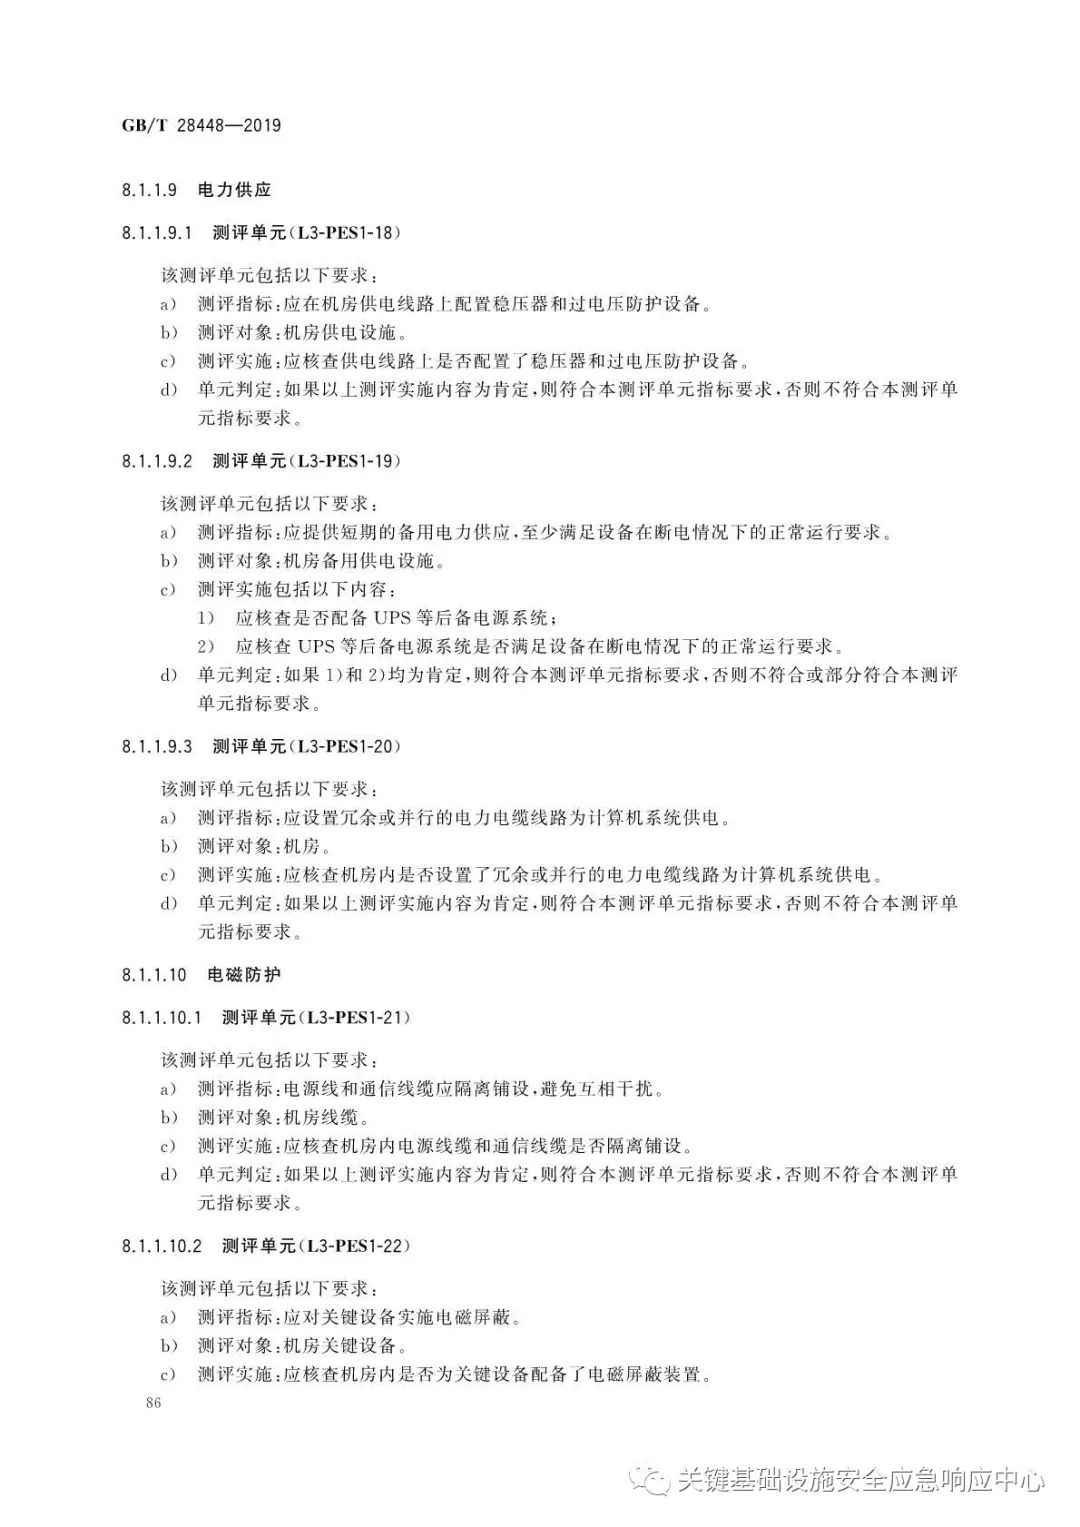 GB/T 28448—2019
8.1.1.9 电力供应
8.1.1.9.1 测评单元(L3-PES1-18)
该测评单元包括以下要求:
a) 测评指标:应在机房供电线路上配置稳压器和过电压防护设备。
b) 测评对象:机房供电设施。
c) 测评实施:应核查供电线路上是否配置了稳压器和过电压防护设备。
d) 单元判定:如果以上测评实施内容为肯定,则符合本测评单元指标要求,否则不符合本测评单
元指标要求。
8.1.1.9.2 测评单元(L3-PES1-19)
该测评单元包括以下要求:
a) 测评指标:应提供短期的备用电力供应,至少满足设备在断电情况下的正常运行要求。
b) 测评对象:机房备用供电设施。
c) 测评实施包括以下内容:
1) 应核查是否配备 UPS 等后备电源系统;
2) 应核查 UPS 等后备电源系统是否满足设备在断电情况下的正常运行要求。
d) 单元判定:如果 1)和 2)均为肯定,则符合本测评单元指标要求,否则不符合或部分符合本测评
单元指标要求。
8.1.1.9.3 测评单元(L3-PES1-20)
该测评单元包括以下要求:
a) 测评指标:应设置冗余或并行的电力电缆线路为计算机系统供电。
b) 测评对象:机房。
c) 测评实施:应核查机房内是否设置了冗余或并行的电力电缆线路为计算机系统供电。
d) 单元判定:如果以上测评实施内容为肯定,则符合本测评单元指标要求,否则不符合本测评单
元指标要求。
8.1.1.10 电磁防护
8.1.1.10.1 测评单元(L3-PES1-21)
该测评单元包括以下要求:
a) 测评指标:电源线和通信线缆应隔离铺设,避免互相干扰。
b) 测评对象:机房线缆。
c) 测评实施:应核查机房内电源线缆和通信线缆是否隔离铺设。
d) 单元判定:如果以上测评实施内容为肯定,则符合本测评单元指标要求,否则不符合本测评单
元指标要求。
8.1.1.10.2 测评单元(L3-PES1-22)
该测评单元包括以下要求:
a) 测评指标:应对关键设备实施电磁屏蔽。
b) 测评对象:机房关键设备。
c) 测评实施:应核查机房内是否为关键设备配备了电磁屏蔽装置。
86
关键基础设施安全应急响应中心